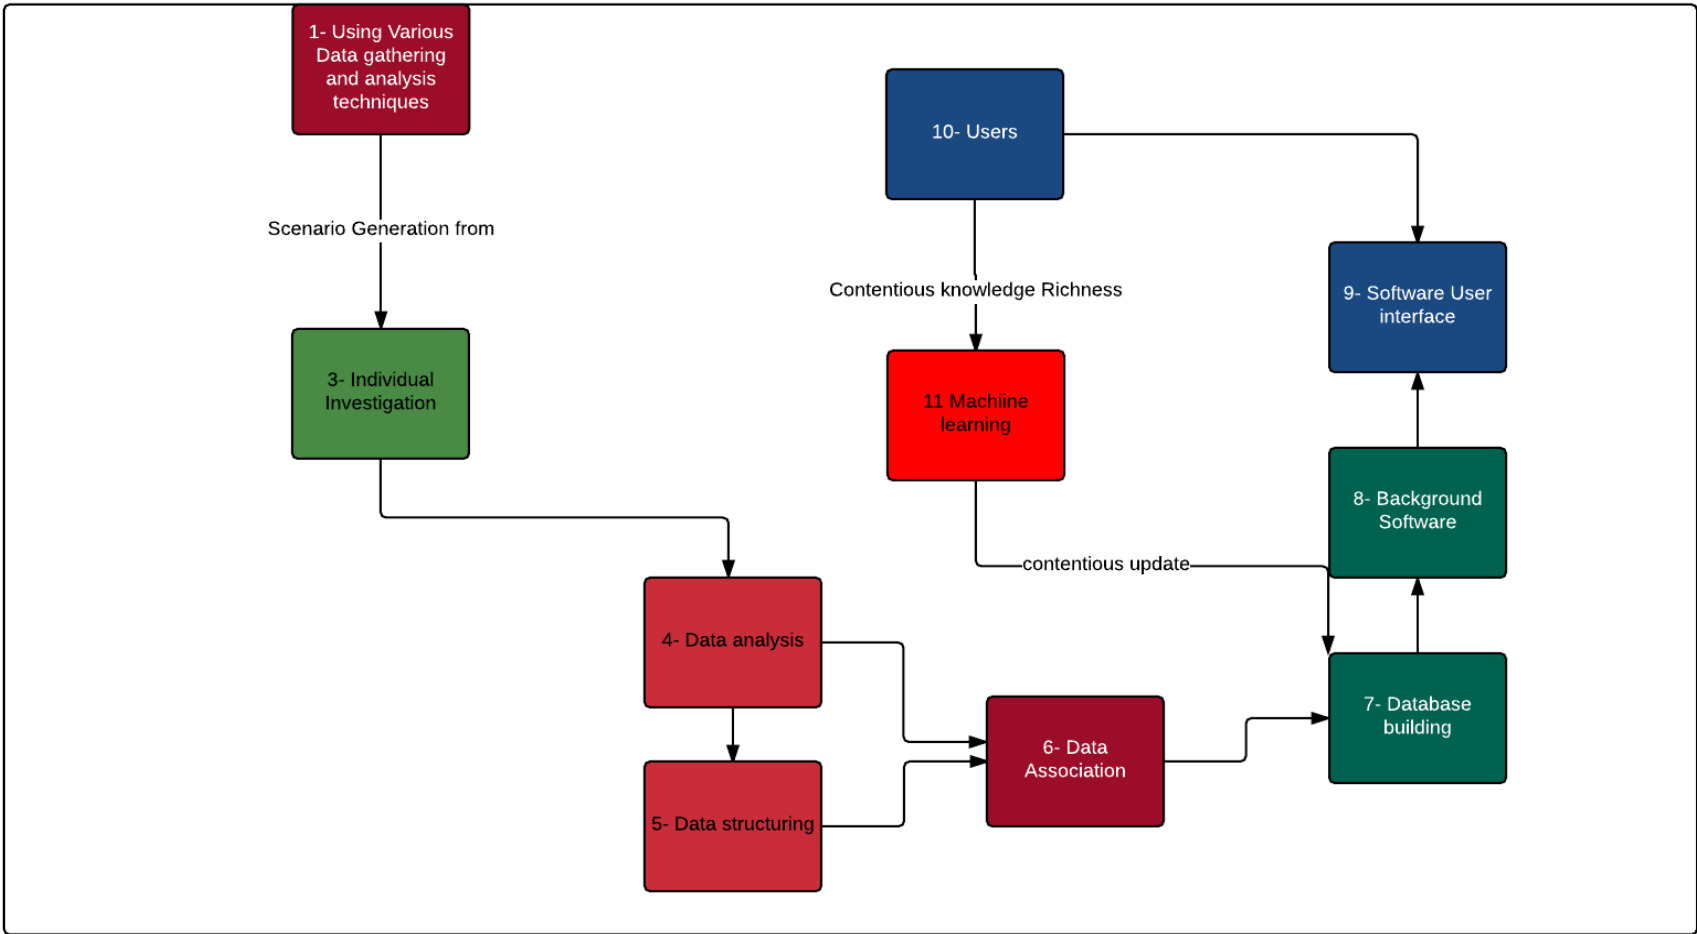 1- Using Various
Data gathering
and analysis
techniques
Scenario Generation from
3- Individual
Investigation
4- Data analysis
5- Data structuring
6- Data
Association
7- Database
building
8- Background
Software
9- Software User
interface
10- Users
Contentious knowledge Richness
11 Machiine
learning
contentious update